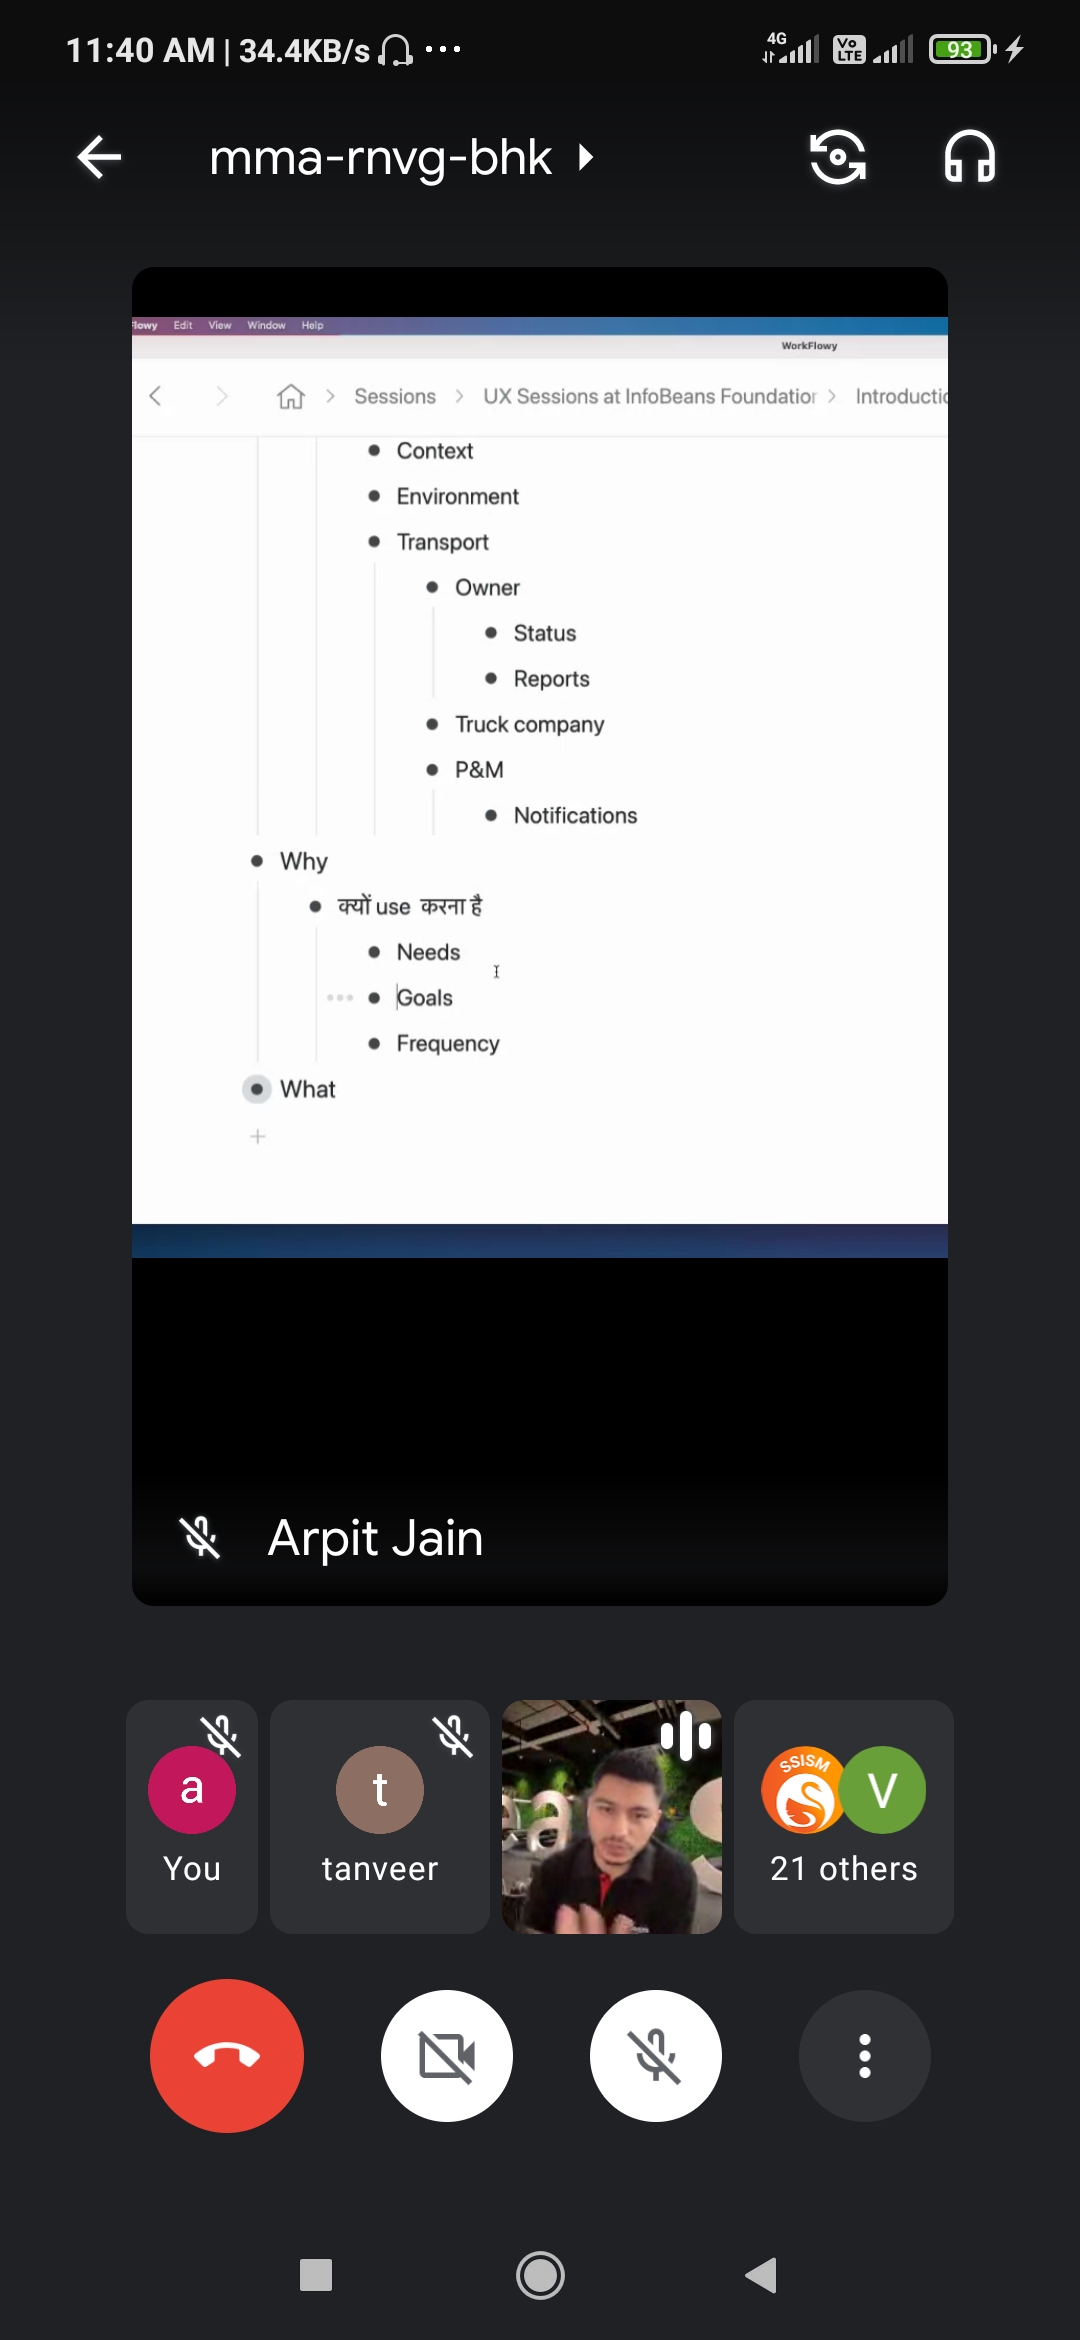 11:40 AM | 34.4KB/s ...
4G
Vo LTE
93
mma-rnvg-bhk
lowy Edit View Window Help
WorkFlowy
Sessions > UX Sessions at InfoBeans Foundation > Introductio
Context
Environment
Transport
Owner
Status
Reports
Truck company
P&M
Notifications
Why
क्यों use करना है
Needs
Goals
Frequency
What
Arpit Jain
a
You
t
tanveer
a
SSISM
V
21 others